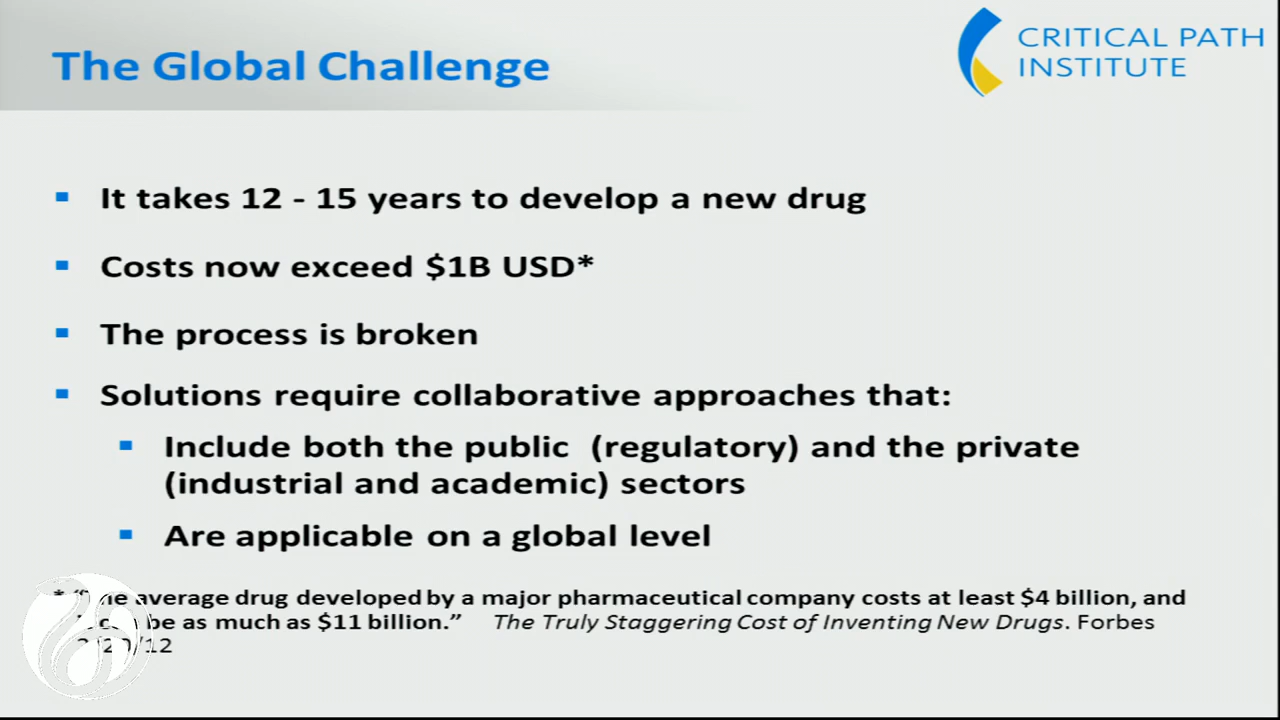 The Global Challenge
CRITICAL PATH
INSTITUTE
It takes 12 - 15 years to develop a new drug
Costs now exceed $1B USD*
The process is broken
Solutions require collaborative approaches that:
Include both the public (regulatory) and the private
(industrial and academic) sectors
Are applicable on a global level
* average drug developed by a major pharmaceutical company costs at least $4 billion, and
be as much as $11 billion.” The Truly Staggering Cost of Inventing New Drugs. Forbes